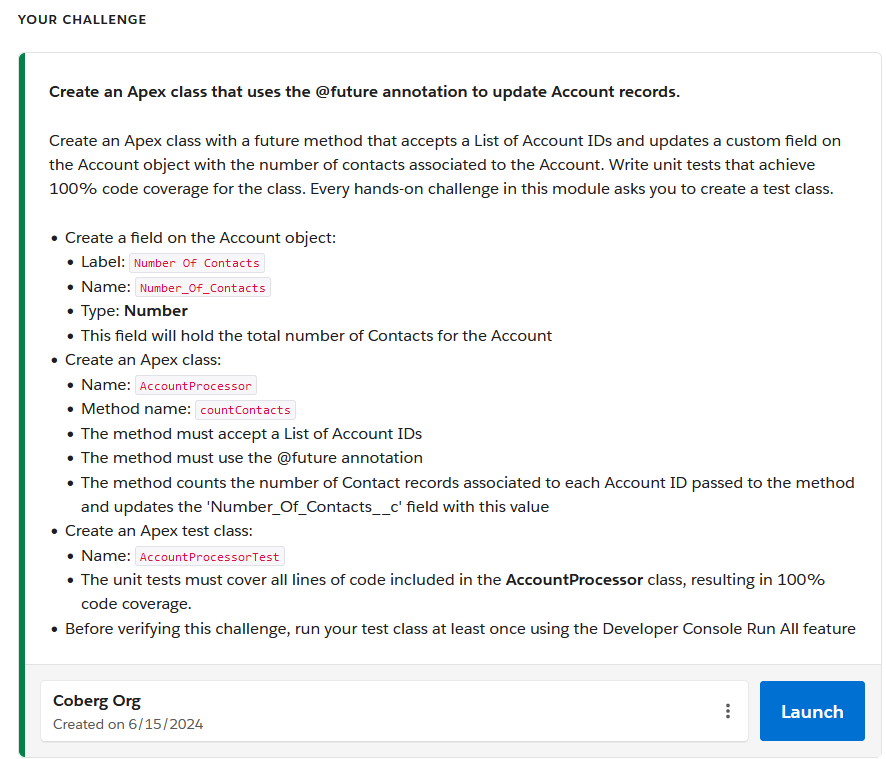 YOUR CHALLENGE
Create an Apex class that uses the @future annotation to update Account records.
Create an Apex class with a future method that accepts a List of Account IDs and updates a custom field on
the Account object with the number of contacts associated to the Account. Write unit tests that achieve
100% code coverage for the class. Every hands-on challenge in this module asks you to create a test class.
• Create a field on the Account object:
• Label: Number Of Contacts
• Name: Number_Of_Contacts
• Type: Number
• This field will hold the total number of Contacts for the Account
• Create an Apex class:
• Name: AccountProcessor
• Method name: countContacts
• The method must accept a List of Account IDs
• The method must use the @future annotation
• The method counts the number of Contact records associated to each Account ID passed to the method
and updates the 'Number_Of_Contacts__c' field with this value
• Create an Apex test class:
• Name: AccountProcessorTest
• The unit tests must cover all lines of code included in the AccountProcessor class, resulting in 100%
code coverage.
• Before verifying this challenge, run your test class at least once using the Developer Console Run All feature
Coberg Org
Created on 6/15/2024
Launch